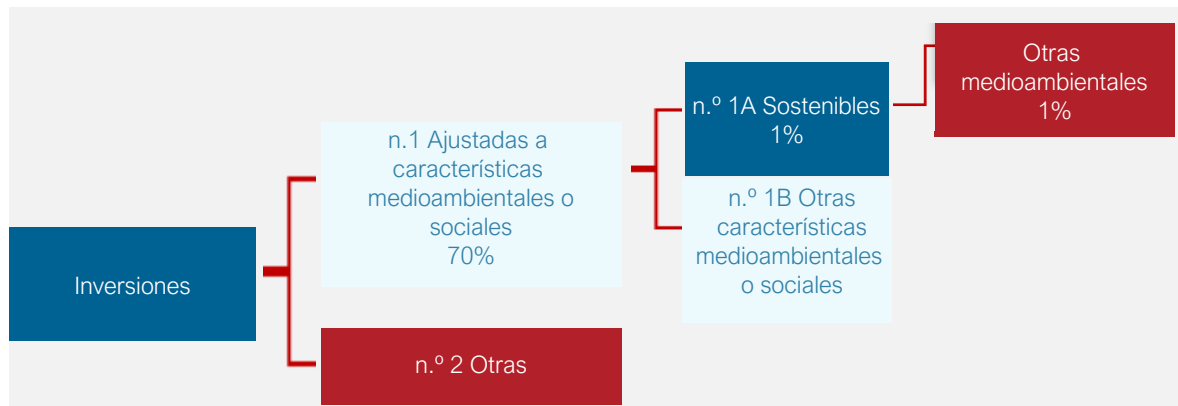 Inversiones
n.1 Ajustadas a
características
medioambientales o
sociales
70%
n.º 2 Otras
n.º 1A Sostenibles
1%
n.º 1B Otras
características
medioambientales
o sociales
Otras
medioambientales
1%